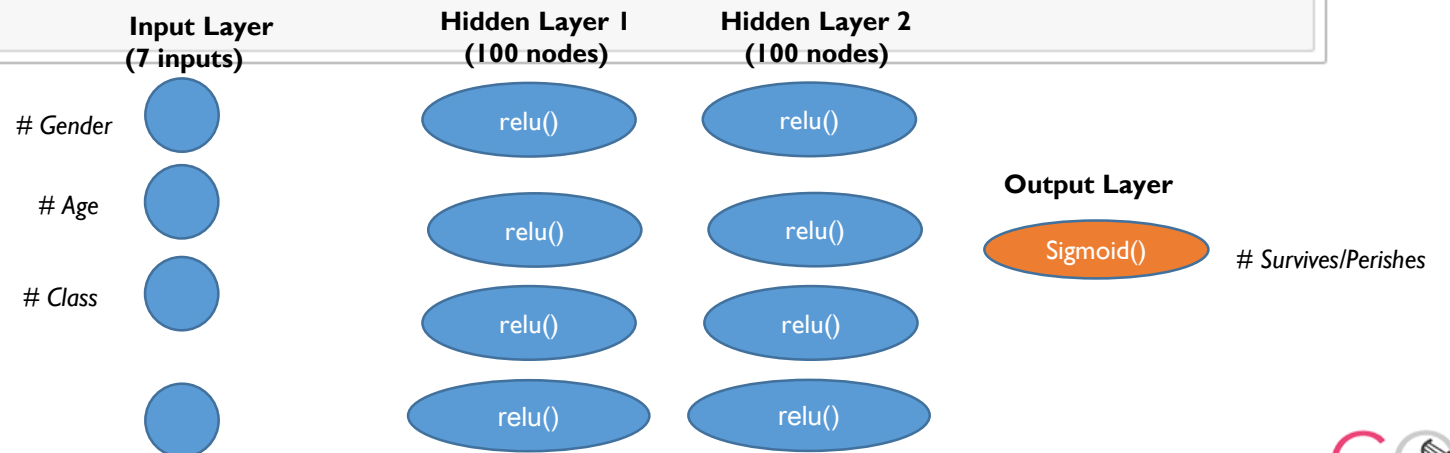 Input Layer
(7 inputs)
Hidden Layer 1
(100 nodes)
Hidden Layer 2
(100 nodes)
# Gender
relu()
relu()
# Age
relu()
relu()
Output Layer
Sigmoid()
# Survives/Perishes
# Class
relu()
relu()
relu()
relu()